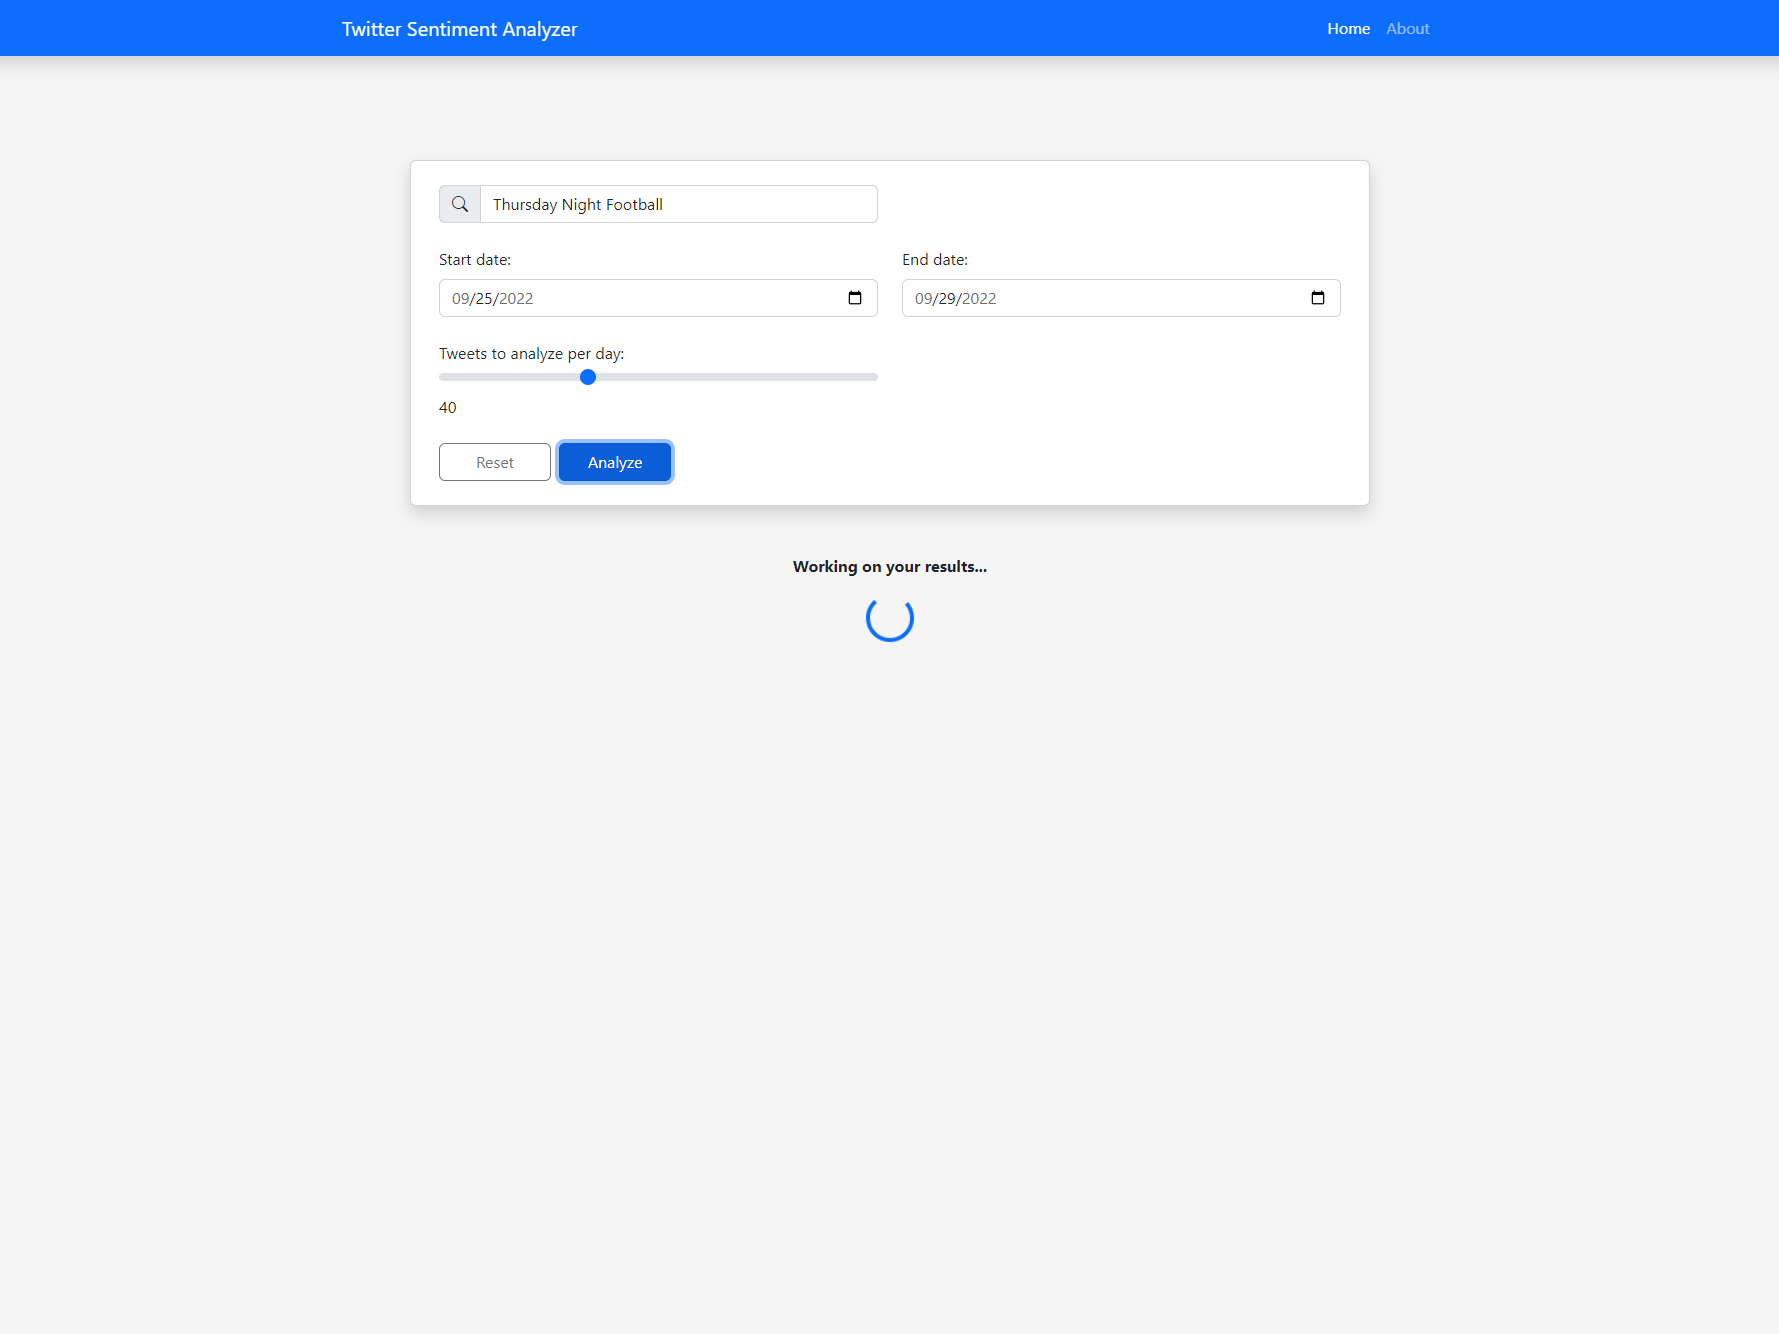 Twitter Sentiment Analyzer
Home About
Thursday Night Football
Start date: End date:
09/25/2022 09/29/2022
Tweets to analyze per day:
40
Reset Analyze
Working on your results...